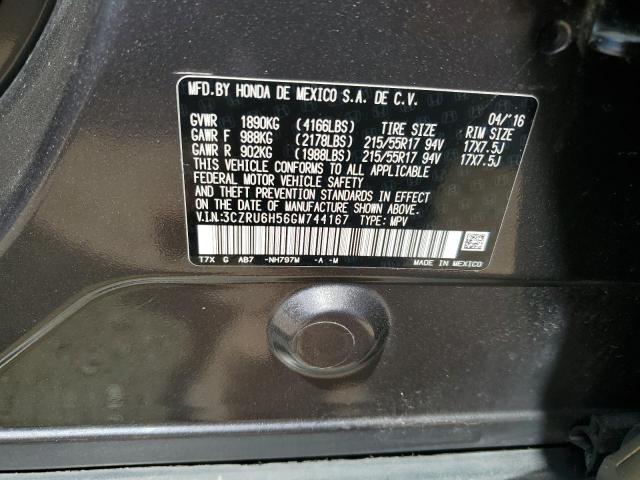 MFD.BY HONDA DE MEXICO S.A. DE C.V.
04/'16
GVWR 1890KG (4166LBS) TIRE SIZE RIM SIZE
GAWR F 988KG (2178LBS) 215/55R17 94V 17X7.5J
GAWR R 902KG (1988LBS) 215/55R17 94V 17X7.5J
THIS VEHICLE CONFORMS TO ALL APPLICABLE
FEDERAL MOTOR VEHICLE SAFETY
AND THEFT PREVENTION STANDARDS IN EFFECT
ON THE DATE OF MANUFACTURE SHOWN ABOVE.
V.I.N:3CZRU6H56GM744167 TYPE: MPV
T7X G AB7 -NH797M -A -M MADE IN MEXICO